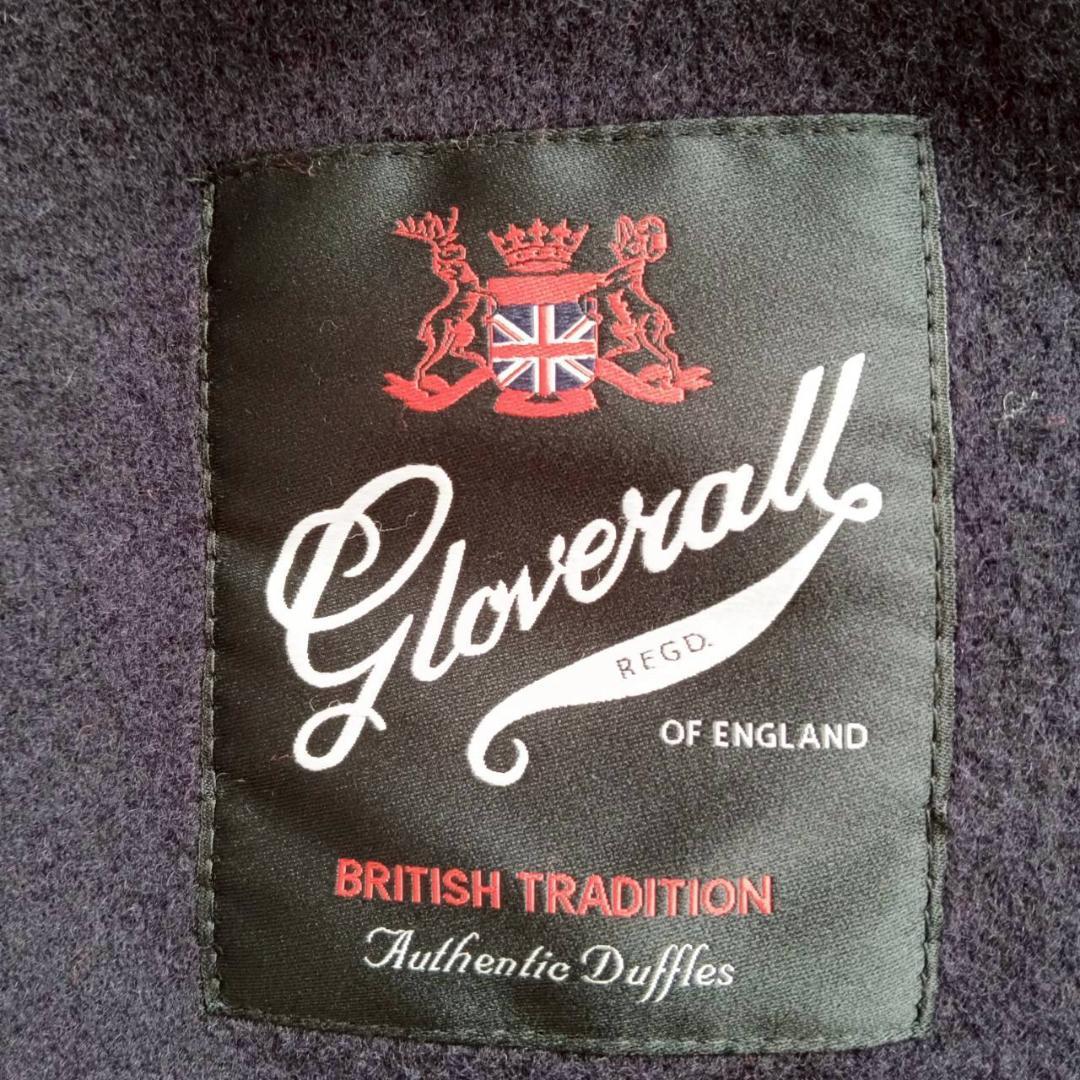 Gloverall
REGD.
OF ENGLAND
BRITISH TRADITION
Authentic Duffles